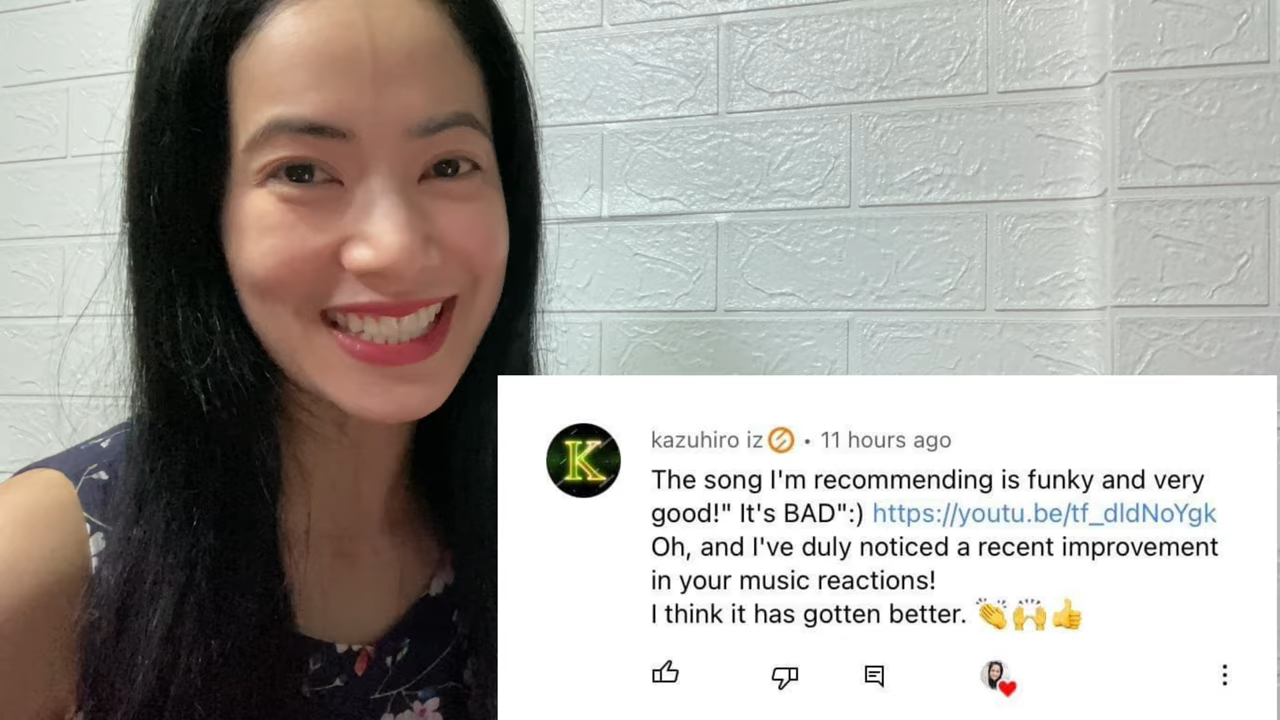 K
kazuhiro iz • 11 hours ago
The song I'm recommending is funky and very
good!" It's BAD":) https://youtu.be/tf_dldNoYgk
Oh, and I've duly noticed a recent improvement
in your music reactions!
I think it has gotten better. 👏🙌👍